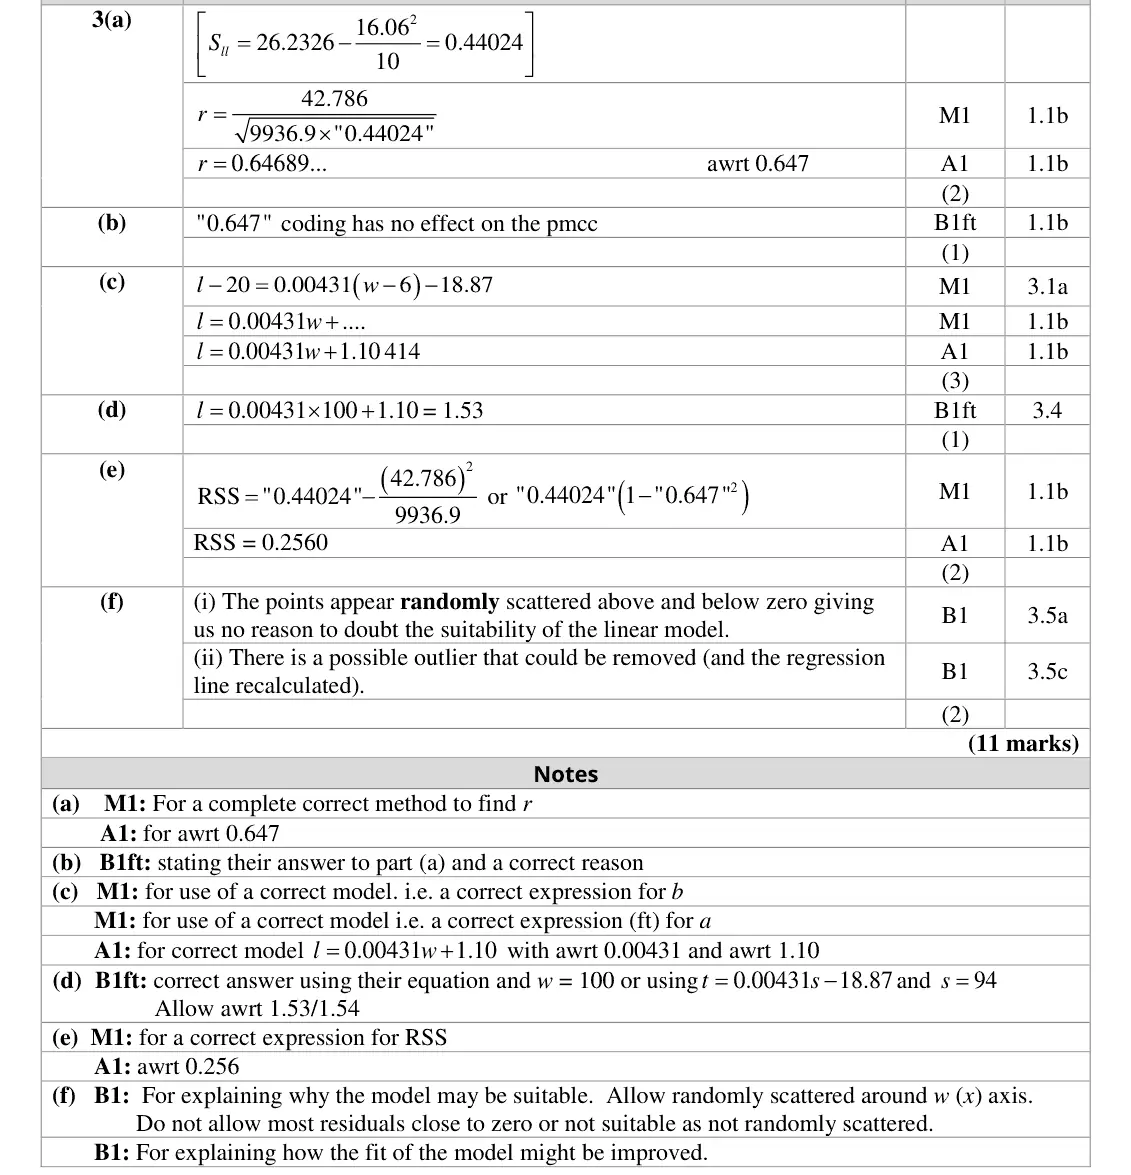 3(a)
[S_ll = 26.2326 − 16.06²/10 = 0.44024]
r = 42.786/√(9936.9×"0.44024") M1 1.1b
r = 0.64689... awrt 0.647 A1 1.1b
(2)
(b) "0.647" coding has no effect on the pmcc B1ft 1.1b
(1)
(c) l − 20 = 0.00431(w − 6) − 18.87 M1 3.1a
l = 0.00431w + .... M1 1.1b
l = 0.00431w + 1.10414 A1 1.1b
(3)
(d) l = 0.00431×100 + 1.10 = 1.53 B1ft 3.4
(1)
(e) RSS = "0.44024" − (42.786)²/9936.9 or "0.44024"(1 − "0.647"²) M1 1.1b
RSS = 0.2560 A1 1.1b
(2)
(f) (i) The points appear randomly scattered above and below zero giving
us no reason to doubt the suitability of the linear model. B1 3.5a
(ii) There is a possible outlier that could be removed (and the regression
line recalculated). B1 3.5c
(2)
(11 marks)
Notes
(a) M1: For a complete correct method to find r
A1: for awrt 0.647
(b) B1ft: stating their answer to part (a) and a correct reason
(c) M1: for use of a correct model. i.e. a correct expression for b
M1: for use of a correct model i.e. a correct expression (ft) for a
A1: for correct model l = 0.00431w + 1.10 with awrt 0.00431 and awrt 1.10
(d) B1ft: correct answer using their equation and w = 100 or using t = 0.00431s − 18.87 and s = 94
Allow awrt 1.53/1.54
(e) M1: for a correct expression for RSS
A1: awrt 0.256
(f) B1: For explaining why the model may be suitable. Allow randomly scattered around w (x) axis.
Do not allow most residuals close to zero or not suitable as not randomly scattered.
B1: For explaining how the fit of the model might be improved.